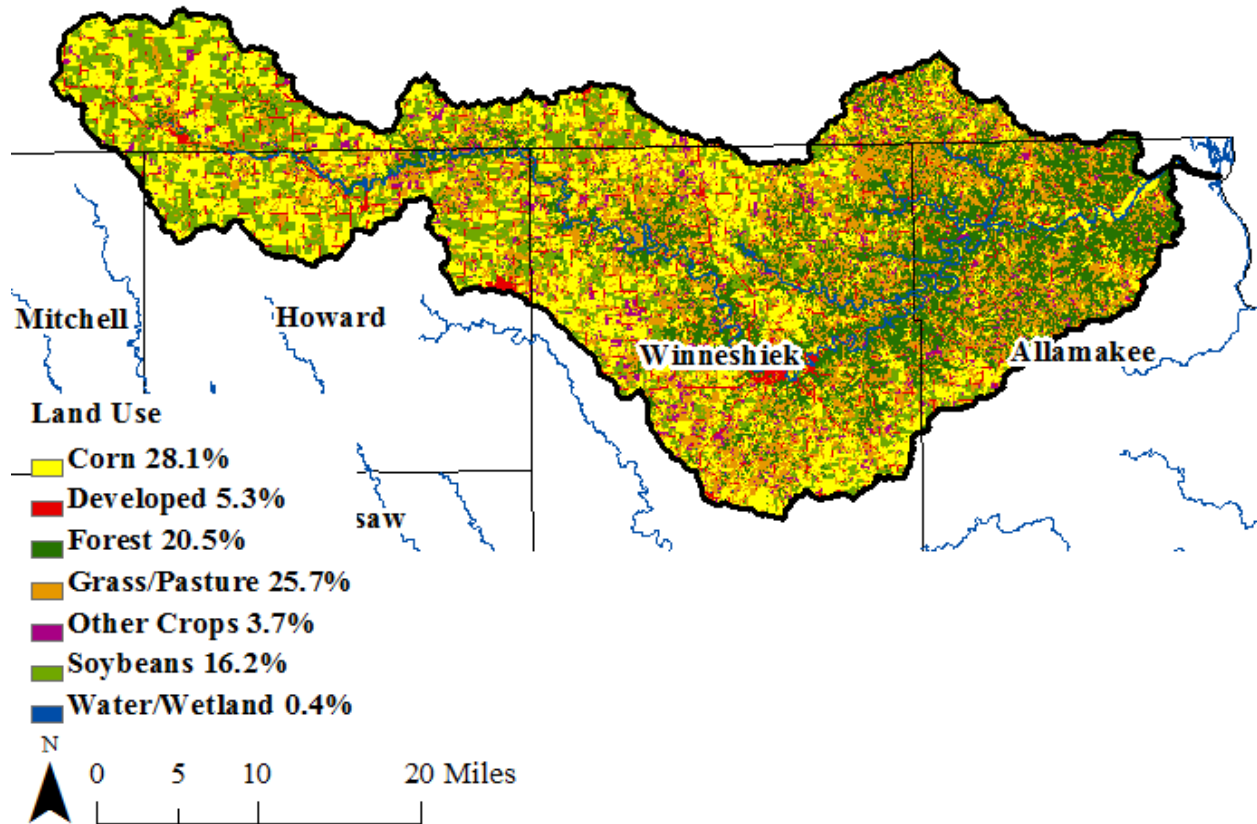 Mitchell
Howard
Winneshiek
Allamakee
saw
Land Use
Corn 28.1%
Developed 5.3%
Forest 20.5%
Grass/Pasture 25.7%
Other Crops 3.7%
Soybeans 16.2%
Water/Wetland 0.4%
N
0 5 10 20 Miles